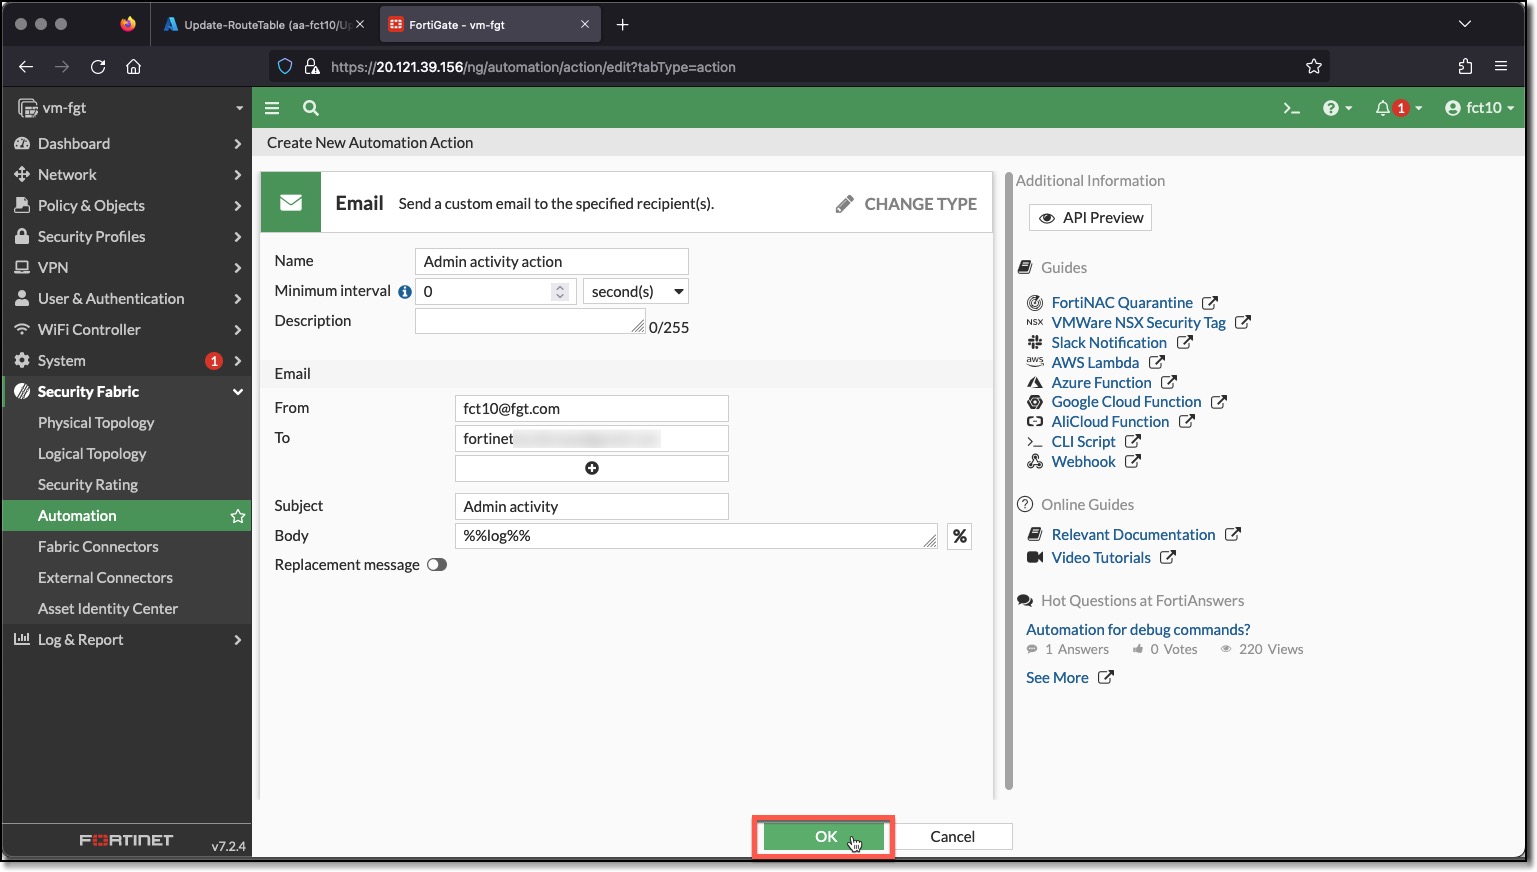 Update-RouteTable (aa-fct10/U
FortiGate - vm-fgt
https://20.121.39.156/ng/automation/action/edit?tabType=action
vm-fgt
1
fct10
Dashboard
Network
Policy & Objects
Security Profiles
VPN
User & Authentication
WiFi Controller
System 1
Security Fabric
Physical Topology
Logical Topology
Security Rating
Automation
Fabric Connectors
External Connectors
Asset Identity Center
Log & Report
FORTINET v7.2.4
Create New Automation Action
Email Send a custom email to the specified recipient(s). CHANGE TYPE
Name Admin activity action
Minimum interval 0 second(s)
Description 0/255
Email
From fct10@fgt.com
To fortinet
Subject Admin activity
Body %%log%% %
Replacement message
OK Cancel
Additional Information
API Preview
Guides
FortiNAC Quarantine
NSX VMWare NSX Security Tag
Slack Notification
aws AWS Lambda
Azure Function
Google Cloud Function
AliCloud Function
CLI Script
Webhook
Online Guides
Relevant Documentation
Video Tutorials
Hot Questions at FortiAnswers
Automation for debug commands?
1 Answers 0 Votes 220 Views
See More